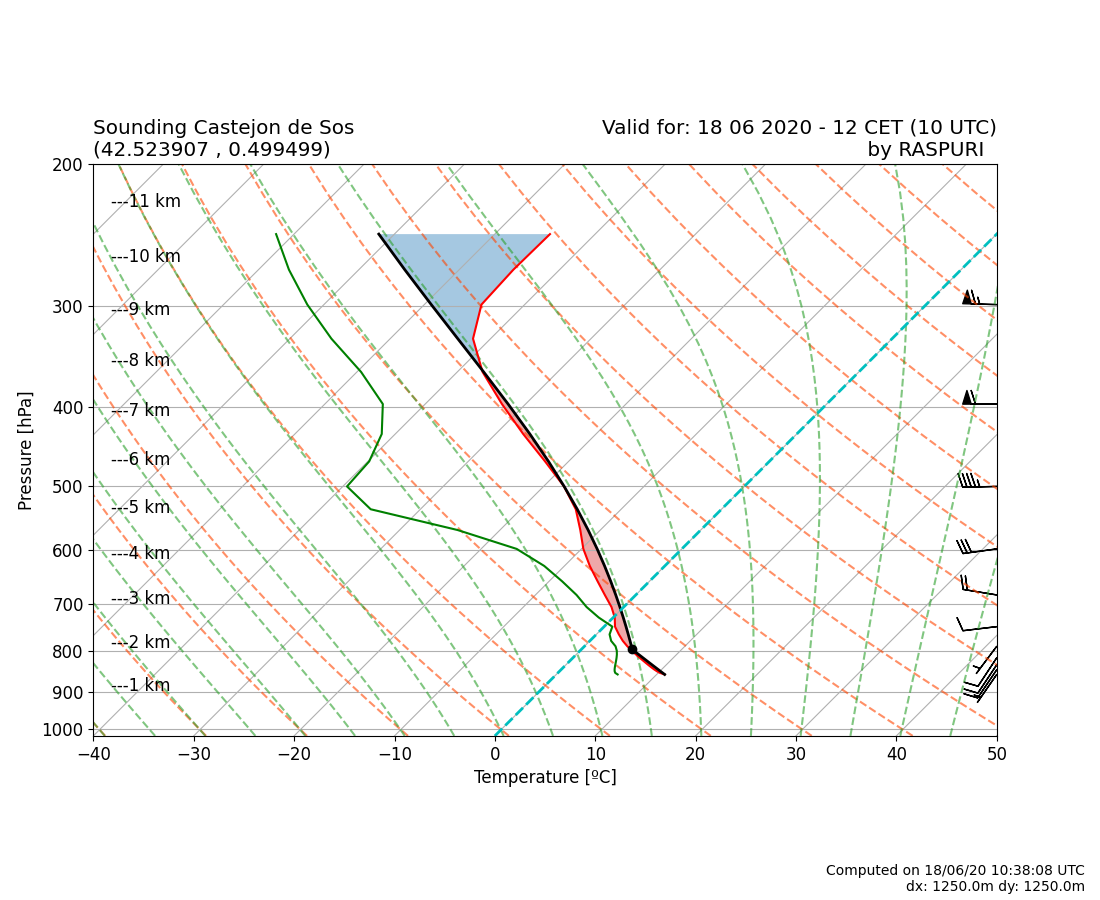 Sounding Castejon de Sos
(42.523907 , 0.499499)
Valid for: 18 06 2020 - 12 CET (10 UTC)
by RASPURI
200
300
400
500
600
700
800
900
1000
Pressure [hPa]
---11 km
---10 km
---9 km
---8 km
---7 km
---6 km
---5 km
---4 km
---3 km
---2 km
---1 km
−40 −30 −20 −10 0 10 20 30 40 50
Temperature [ºC]
Computed on 18/06/20 10:38:08 UTC
dx: 1250.0m dy: 1250.0m